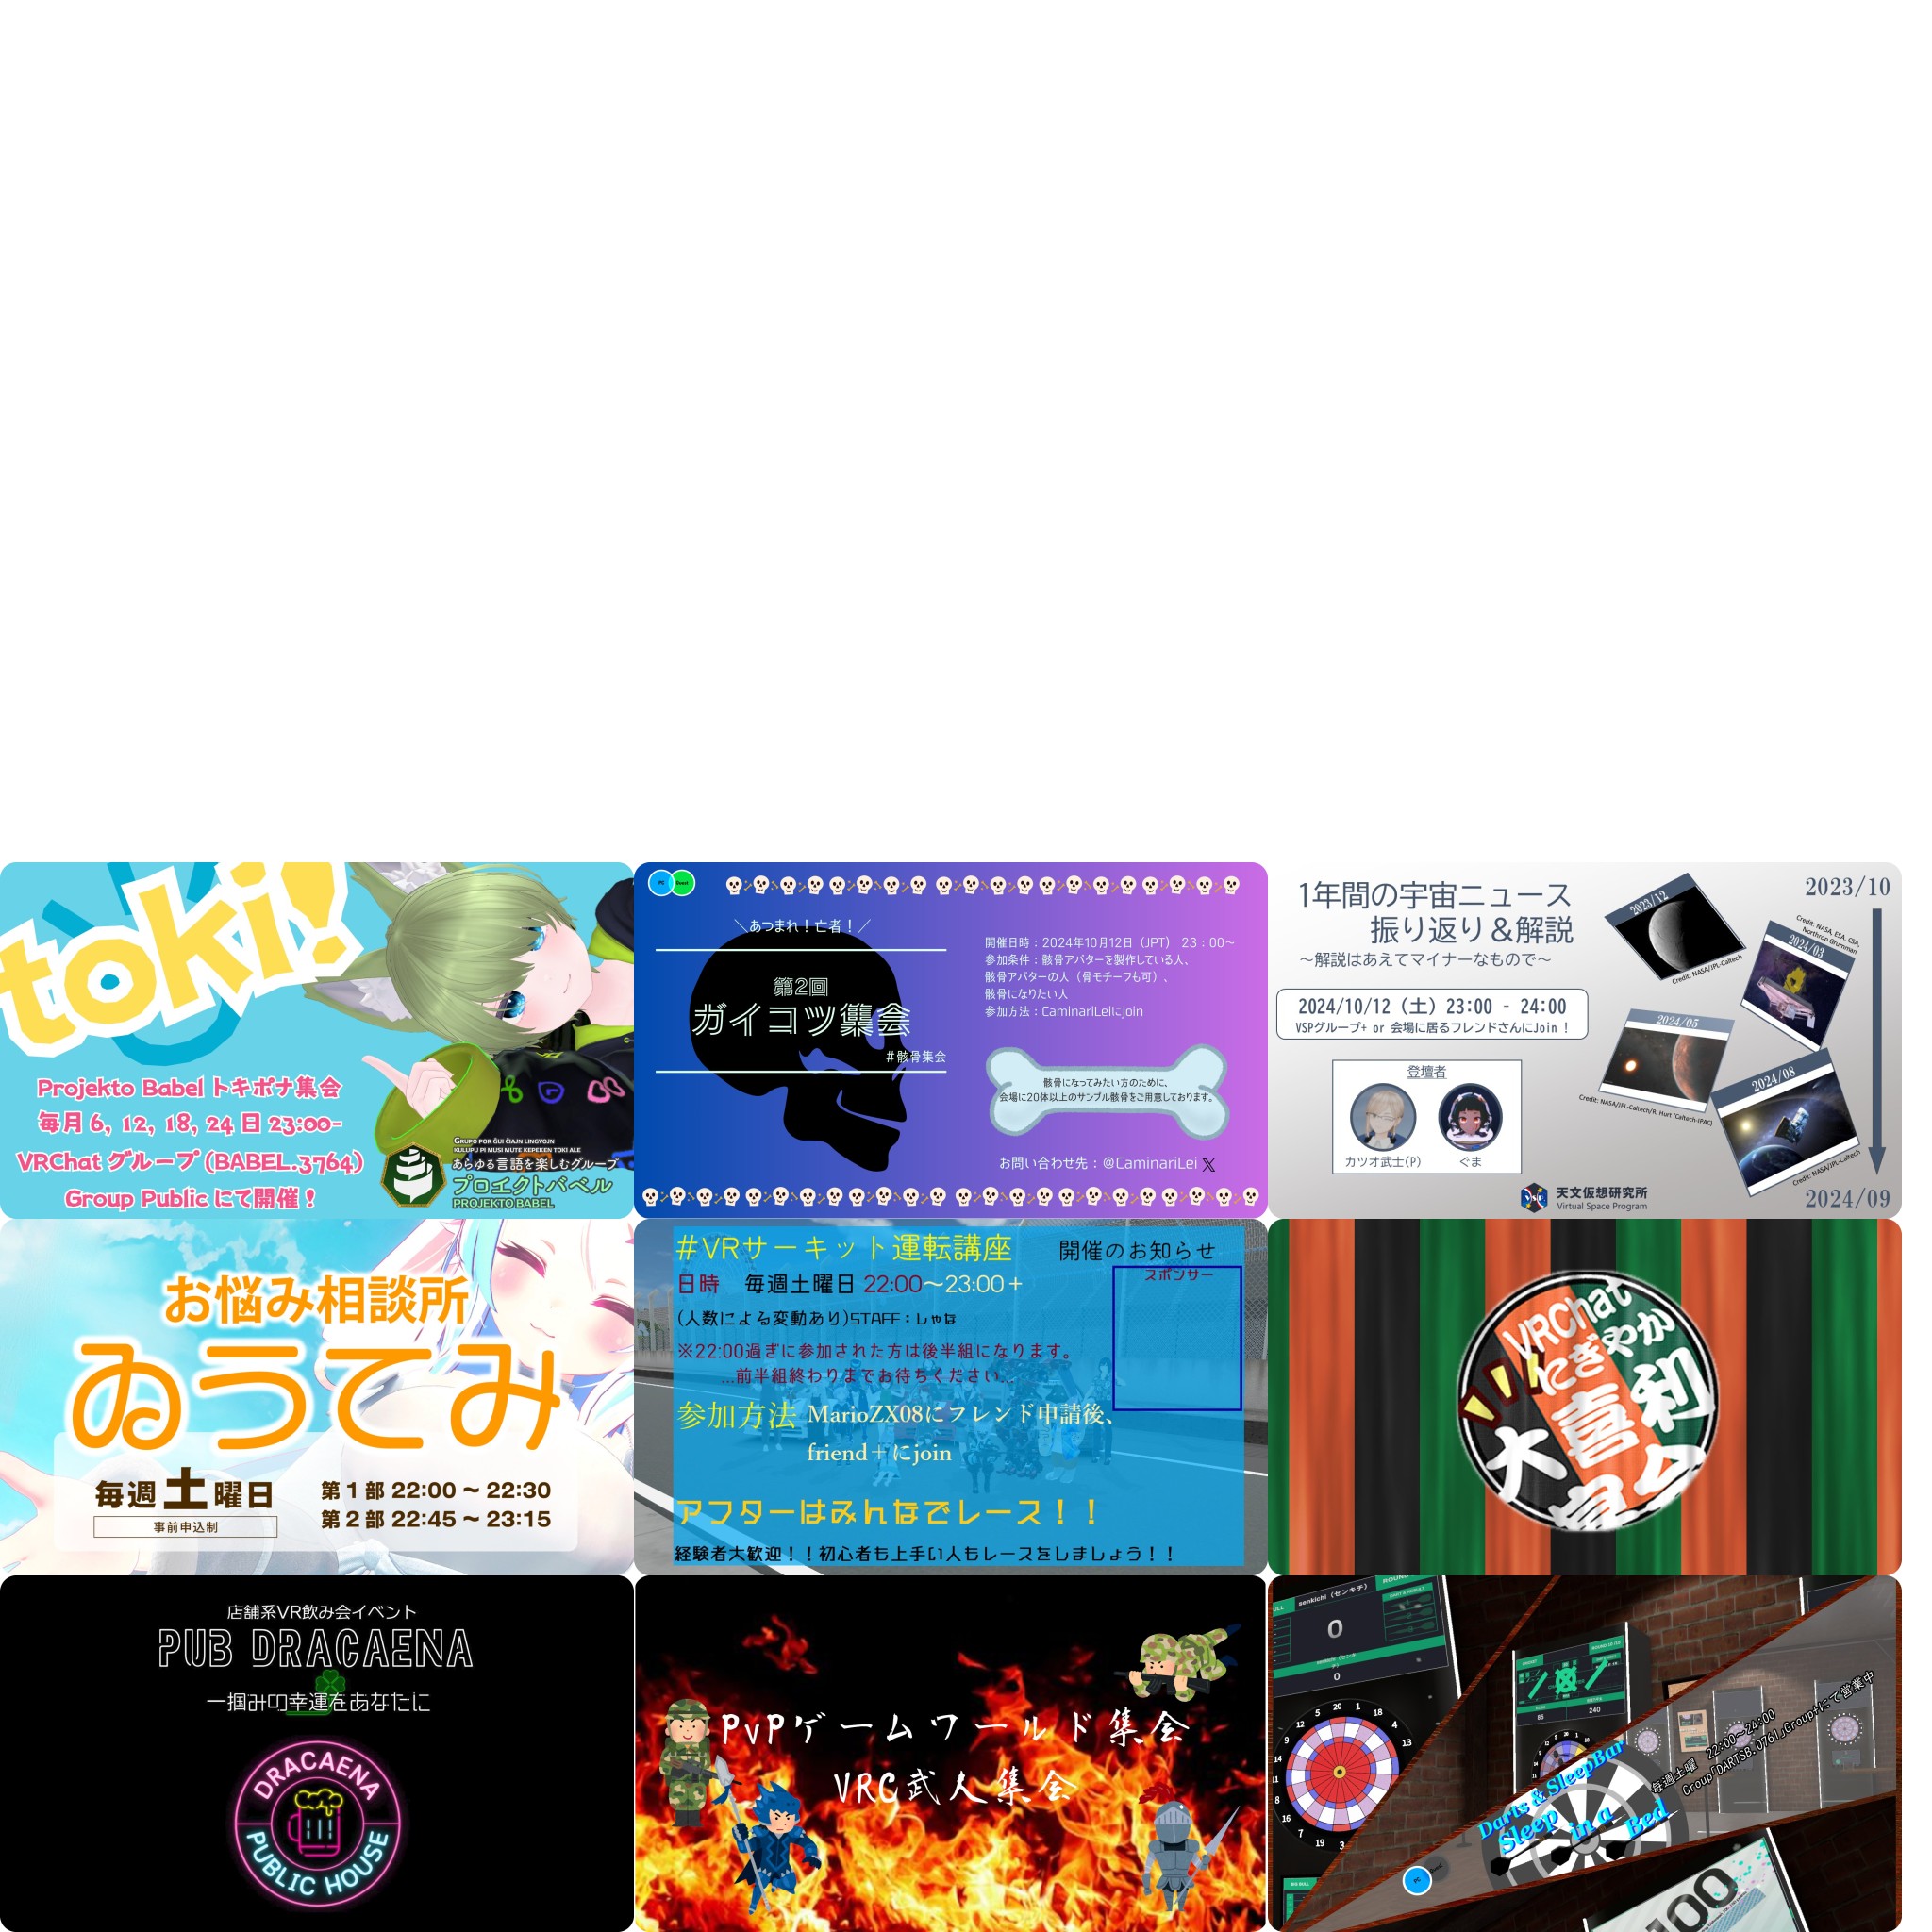 toki!
Projekto Babel トキポナ集会
毎月 6, 12, 18, 24 日 23:00-
VRChat グループ (BABEL.3764)
Group Public にて開催！
GRUPO POR ĜUI ĈIAJN LINGVOJN
KULUPU PI MUSI MUTE KEPEKEN TOKI ALE
あらゆる言語を楽しむグループ
プロエクトバベル
PROJEKTO BABEL
PC
Quest
＼あつまれ！亡者！／
第2回
ガイコツ集会
#骸骨集会
開催日時：2024年10月12日（JPT） 23：00～
参加条件：骸骨アバターを製作している人、
骸骨アバターの人（骨モチーフも可）、
骸骨になりたい人
参加方法：CaminariLeiにjoin
骸骨になってみたい方のために、
会場に20体以上のサンプル骸骨をご用意しております。
お問い合わせ先：@CaminariLei X
1年間の宇宙ニュース
振り返り＆解説
～解説はあえてマイナーなもので～
2024/10/12（土）23:00 - 24:00
VSPグループ+ or 会場に居るフレンドさんにJoin！
登壇者
カツオ武士(P)
ぐま
天文仮想研究所
Virtual Space Program
2023/10
2023/12
Credit: NASA/JPL-Caltech
Credit: NASA, ESA, CSA,
Northrop Grumman
2024/03
2024/05
Credit: NASA/JPL-Caltech/R. Hurt (Caltech-IPAC)
2024/08
Credit: NASA/JPL-Caltech
2024/09
お悩み相談所
ゐうてみ
毎週土曜日
事前申込制
第1部 22:00 ～ 22:30
第2部 22:45 ～ 23:15
#VRサーキット運転講座
開催のお知らせ
日時 毎週土曜日 22:00～23:00+
スポンサー
(人数による変動あり)STAFF：しゃは
※22:00過ぎに参加された方は後半組になります。
...前半組終わりまでお待ちください...
参加方法 MarioZX08にフレンド申請後、
friend+にjoin
アフターはみんなでレース！！
経験者大歓迎！！初心者も上手い人もレースをしましょう！！
VRChat
にぎやか
大喜利
店舗系VR飲み会イベント
PUB DRACAENA
一掴みの幸運をあなたに
DRACAENA
PUBLIC HOUSE
PvPゲームワールド集会
VRC武人集会
senkichi（センキチ）
0
0
85
240
毎週土曜 22:00～24:00
Group「DARTSB.0761」Group+にて営業中
Darts & SleepBar
Sleep in a Bed
PC
100